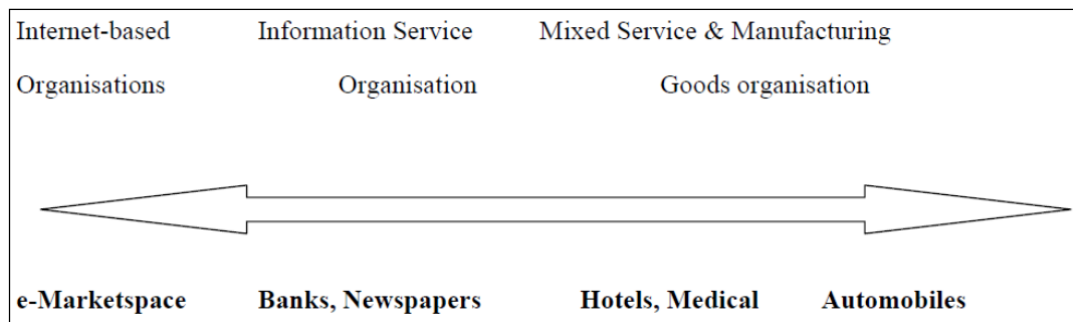 Internet-based Information Service Mixed Service & Manufacturing
Organisations Organisation Goods organisation
e-Marketspace Banks, Newspapers Hotels, Medical Automobiles